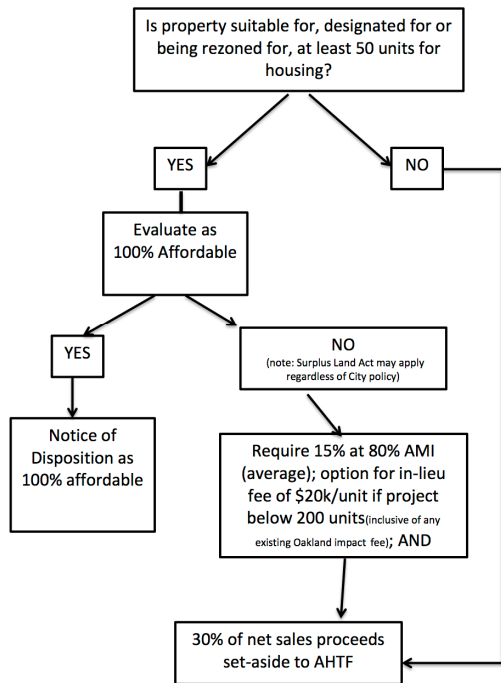 Is property suitable for, designated for or
being rezoned for, at least 50 units for
housing?
YES
NO
Evaluate as
100% Affordable
YES
NO
(note: Surplus Land Act may apply
regardless of City policy)
Notice of
Disposition as
100% affordable
Require 15% at 80% AMI
(average); option for in-lieu
fee of $20k/unit if project
below 200 units(inclusive of any
existing Oakland impact fee); AND
30% of net sales proceeds
set-aside to AHTF